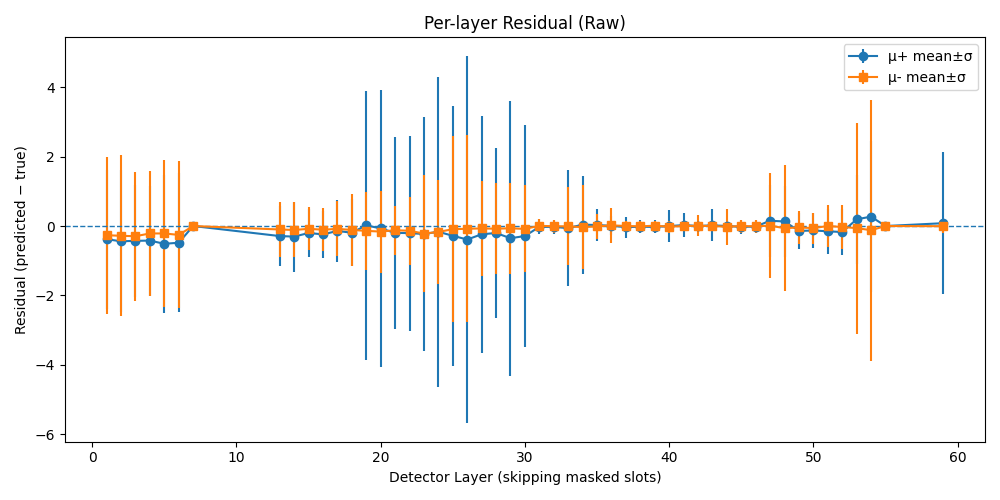 Per-layer Residual (Raw)
μ+ mean±σ
μ- mean±σ
Residual (predicted − true)
4
2
0
−2
−4
−6
0
10
20
30
40
50
60
Detector Layer (skipping masked slots)